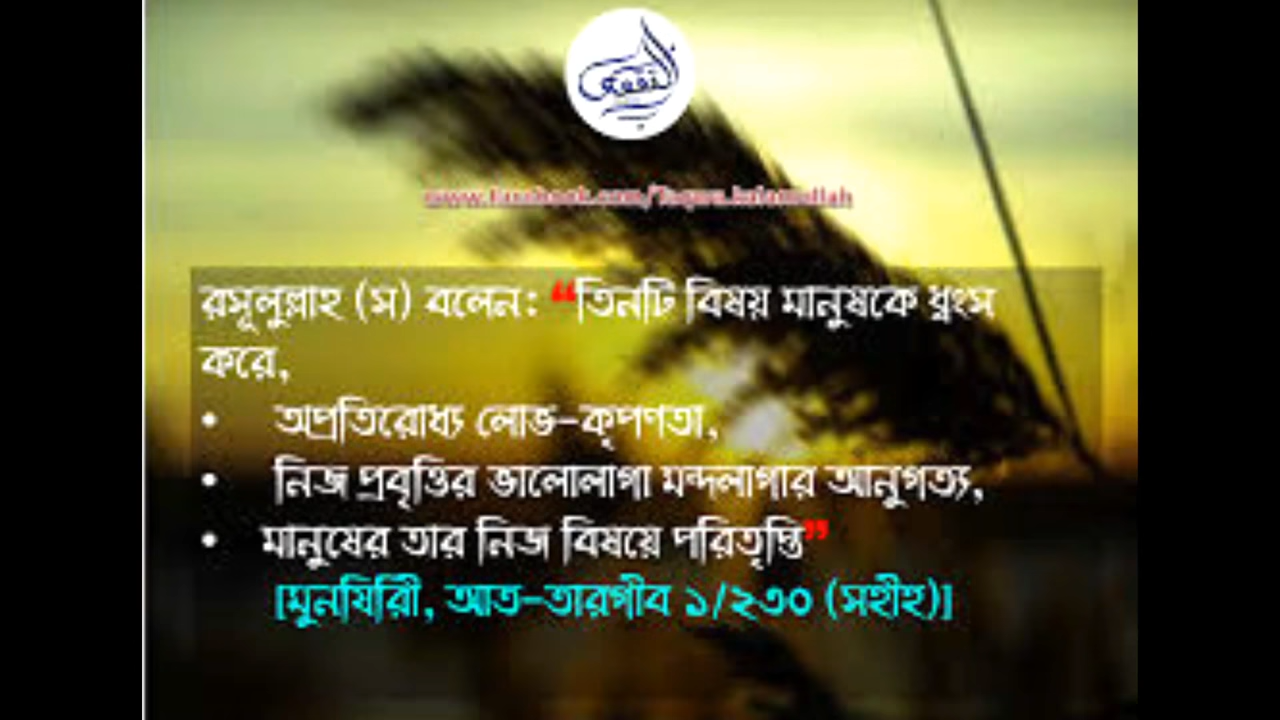 রসূলুল্লাহ (স) বলেন: “তিনটি বিষয় মানুষকে ধ্বংস
করে,
• অপ্রতিরোধ্য লোভ-কৃপণতা,
• নিজ প্রবৃত্তির ভালোলাগা মন্দলাগার আনুগত্য,
• মানুষের তার নিজ বিষয়ে পরিতৃপ্তি”
[মুনযিরী, আত-তারগীব ১/২৩০ (সহীহ)]